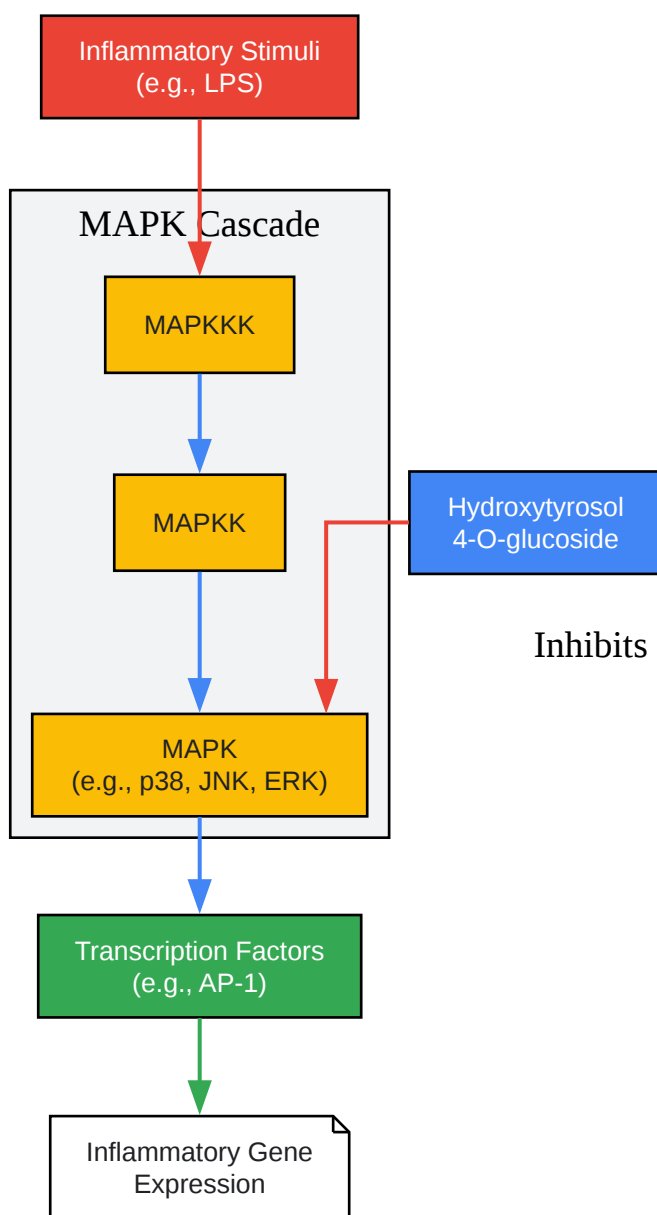 Inflammatory Stimuli
(e.g., LPS)
MAPK Cascade
MAPKKK
MAPKK
Hydroxytyrosol
4-O-glucoside
Inhibits
MAPK
(e.g., p38, JNK, ERK)
Transcription Factors
(e.g., AP-1)
Inflammatory Gene
Expression